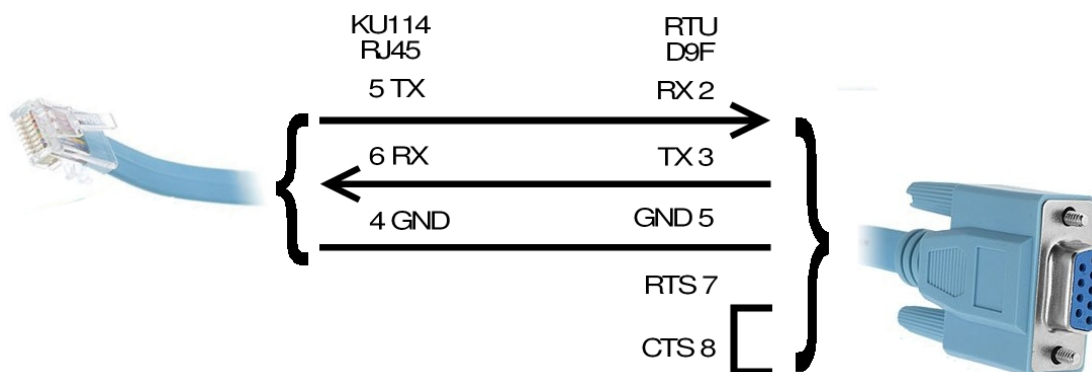 KU114 RTU
RJ45 D9F
5 TX RX 2
6 RX TX 3
4 GND GND 5
RTS 7
CTS 8